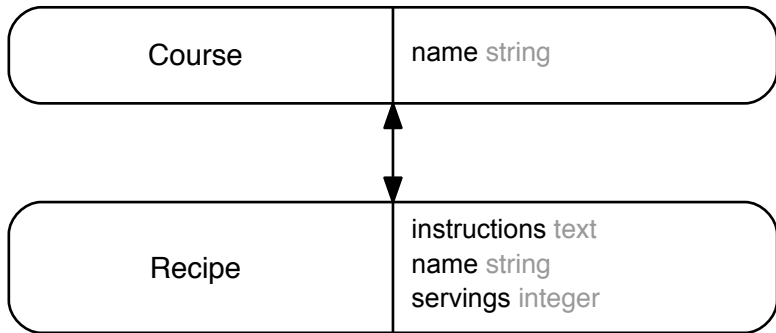 Course
name string
Recipe
instructions text
name string
servings integer